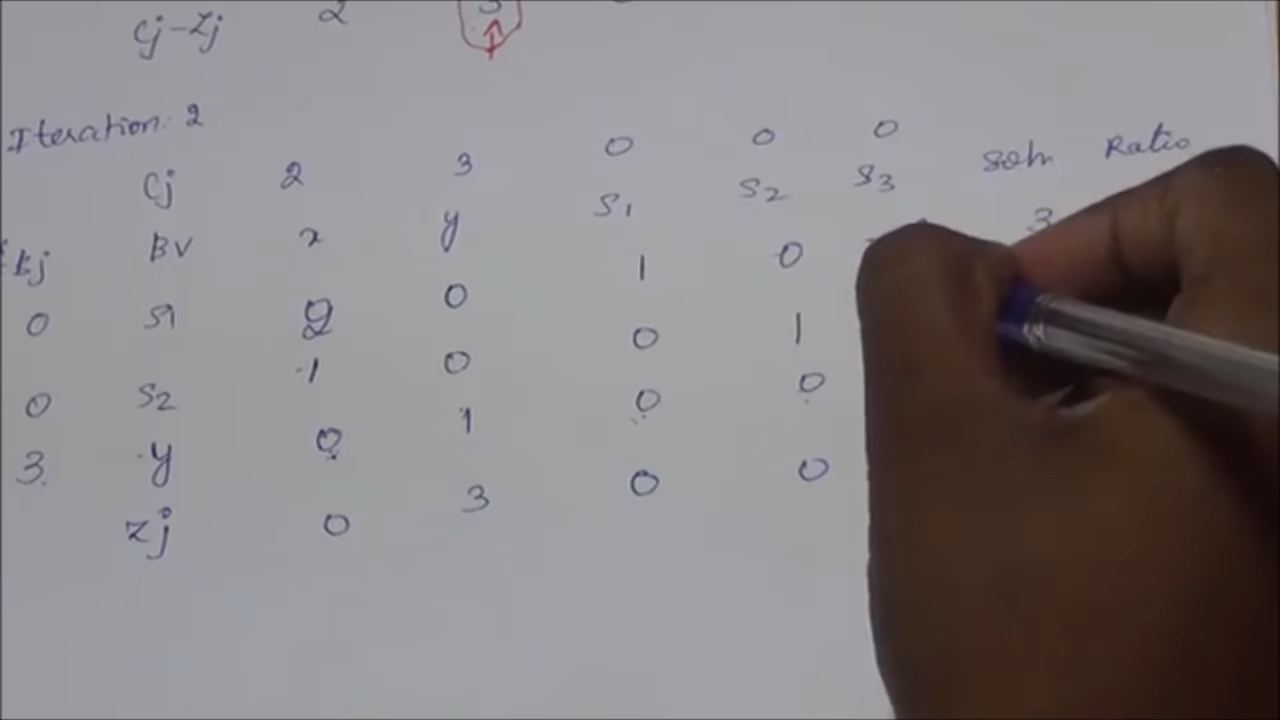 Cj-Zj 2 3
Iteration: 2
Cj 2 3 0 0 0
BV x y S1 S2 S3 Soln Ratio
0 S1 2 0 1 0 3
0 S2 1 0 0 1
3 y 0 1 0 0
Zj 0 3 0 0